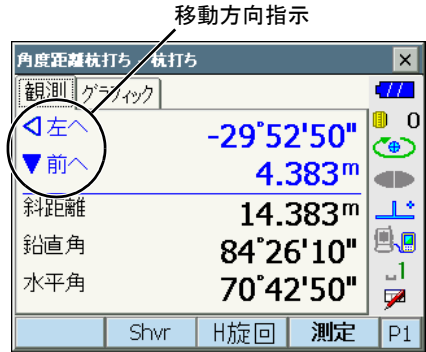 移動方向指示
角度距離杭打ち 杭打ち
観測 グラフィック
左へ -29°52'50" 0
前へ 4.383m
斜距離 14.383m
鉛直角 84°26'10" 1
水平角 70°42'50"
Shvr H旋回 測定 P1